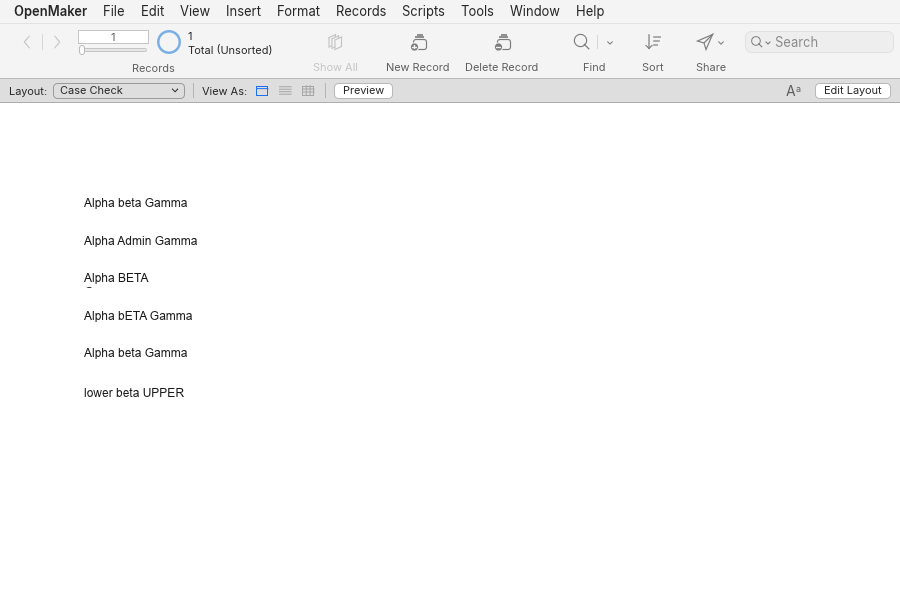 OpenMaker File Edit View Insert Format Records Scripts Tools Window Help
1
1
Total (Unsorted)
Records
Show All
New Record
Delete Record
Find
Sort
Share
Search
Layout: Case Check View As: Preview Aa Edit Layout
Alpha beta Gamma
Alpha Admin Gamma
Alpha BETA
Alpha bETA Gamma
Alpha beta Gamma
lower beta UPPER